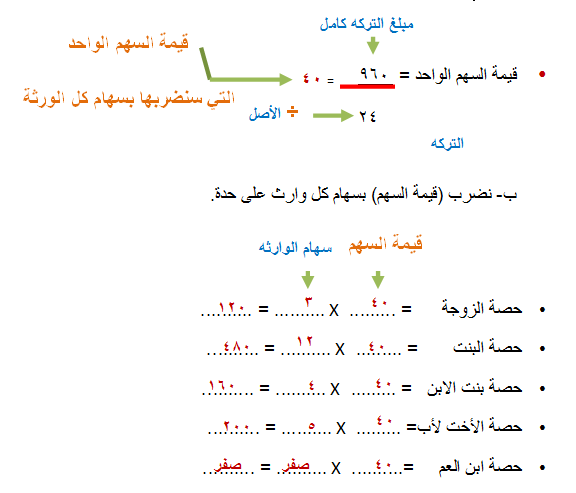 مبلغ التركه كامل
قيمة السهم الواحد
• قيمة السهم الواحد = ٩٦٠ = ٤٠
التي سنضربها بسهام كل الورثة
÷ الأصل ٢٤
التركه
ب- نضرب (قيمة السهم) بسهام كل وارث على حدة.
قيمة السهم سهام الوارثه
• حصة الزوجة = ٤٠ X ٣ = ١٢٠
• حصة البنت = ٤٠ X ١٢ = ٤٨٠
• حصة بنت الابن = ٤٠ X ٤ = ١٦٠
• حصة الأخت لأب= ٤٠ X ٥ = ٢٠٠
• حصة ابن العم =٤٠ X صفر = صفر